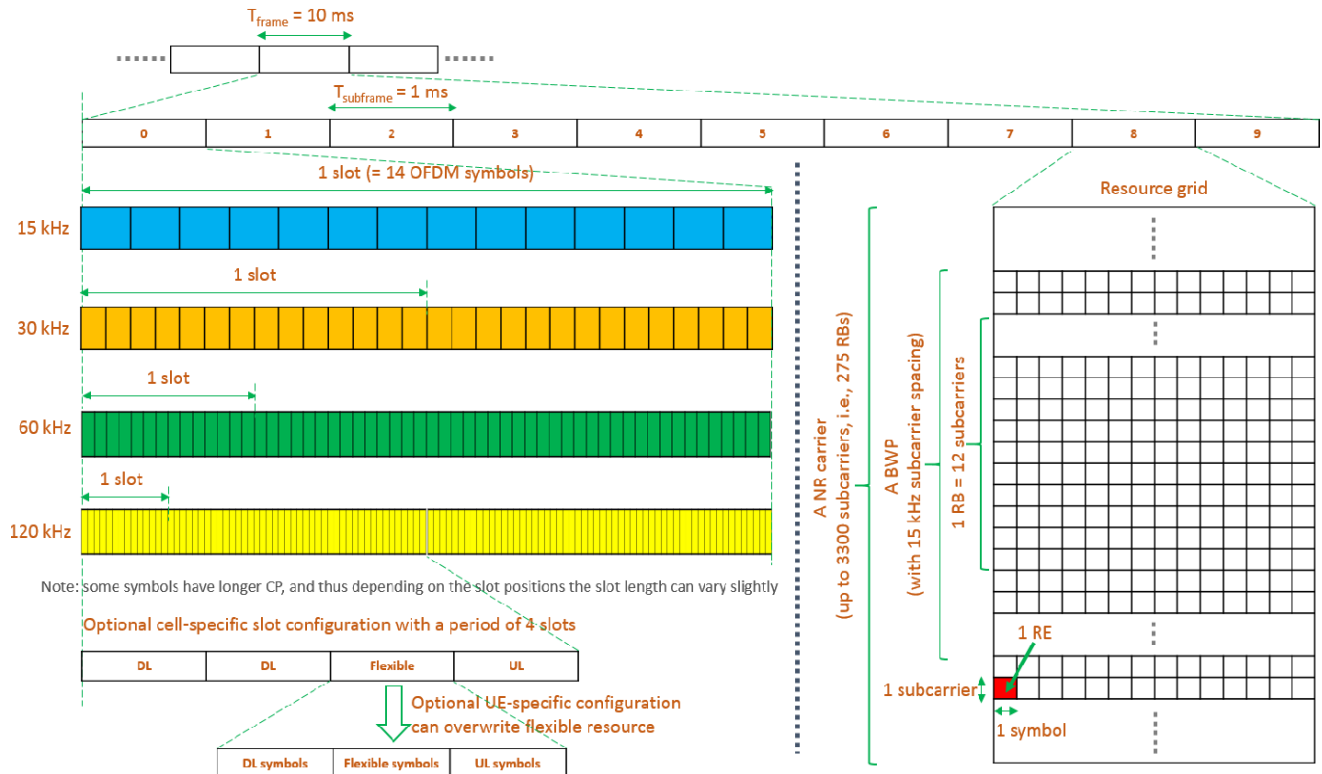 T_frame = 10 ms
T_subframe = 1 ms
0 1 2 3 4 5 6 7 8 9
1 slot (= 14 OFDM symbols)
15 kHz
1 slot
30 kHz
1 slot
60 kHz
1 slot
120 kHz
Note: some symbols have longer CP, and thus depending on the slot positions the slot length can vary slightly
Optional cell-specific slot configuration with a period of 4 slots
DL DL Flexible UL
Optional UE-specific configuration
can overwrite flexible resource
DL symbols Flexible symbols UL symbols
Resource grid
A NR carrier
(up to 3300 subcarriers, i.e., 275 RBs)
A BWP
(with 15 kHz subcarrier spacing)
1 RB = 12 subcarriers
1 RE
1 subcarrier
1 symbol